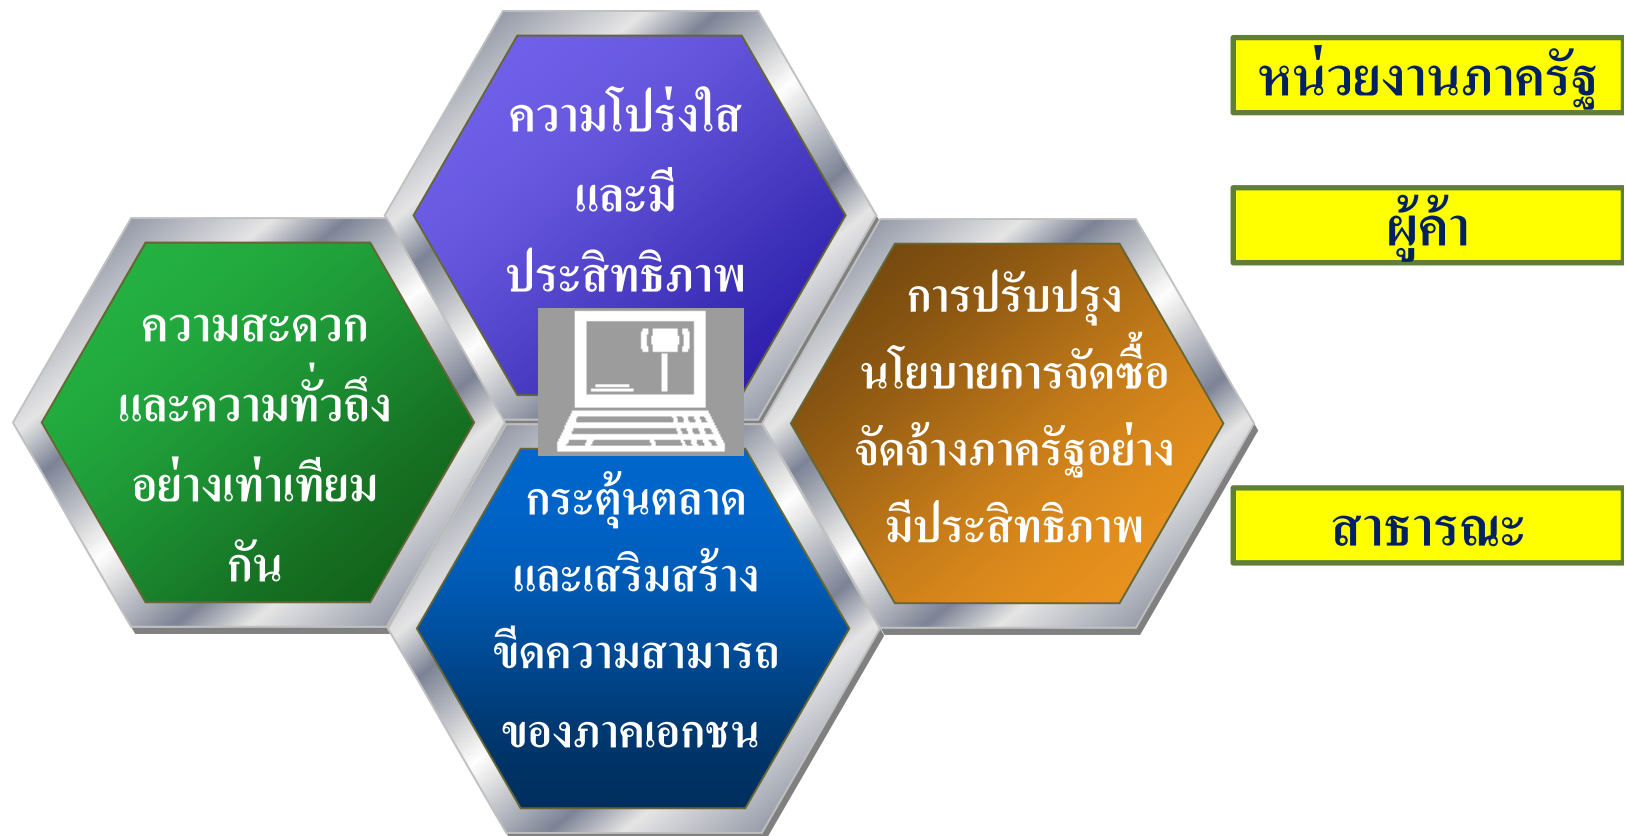 ความโปร่งใส
และมี
ประสิทธิภาพ
ความสะดวก
และความทั่วถึง
อย่างเท่าเทียม
กัน
การปรับปรุง
นโยบายการจัดซื้อ
จัดจ้างภาครัฐอย่าง
มีประสิทธิภาพ
กระตุ้นตลาด
และเสริมสร้าง
ขีดความสามารถ
ของภาคเอกชน
หน่วยงานภาครัฐ
ผู้ค้า
สาธารณะ